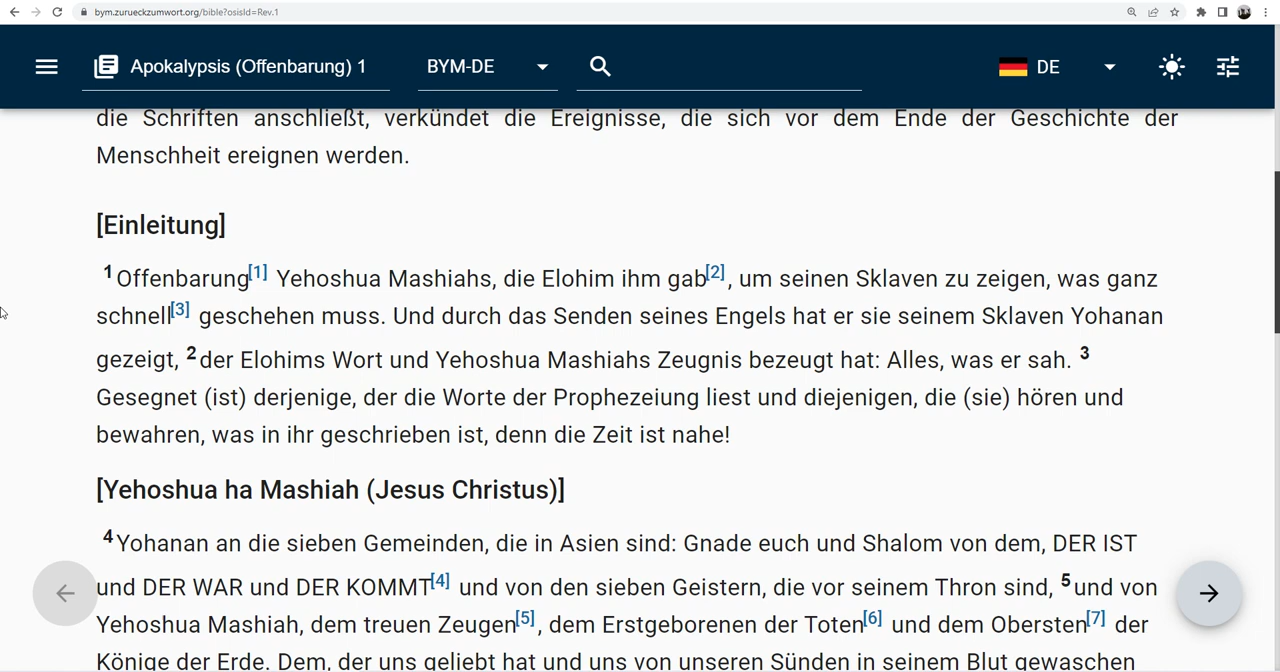 bym.zurueckzumwort.org/bible?osisId=Rev.1
Apokalypsis (Offenbarung) 1 BYM-DE DE
die Schriften anschließt, verkündet die Ereignisse, die sich vor dem Ende der Geschichte der
Menschheit ereignen werden.
[Einleitung]
1 Offenbarung[1] Yehoshua Mashiahs, die Elohim ihm gab[2], um seinen Sklaven zu zeigen, was ganz
schnell[3] geschehen muss. Und durch das Senden seines Engels hat er sie seinem Sklaven Yohanan
gezeigt, 2 der Elohims Wort und Yehoshua Mashiahs Zeugnis bezeugt hat: Alles, was er sah. 3
Gesegnet (ist) derjenige, der die Worte der Prophezeiung liest und diejenigen, die (sie) hören und
bewahren, was in ihr geschrieben ist, denn die Zeit ist nahe!
[Yehoshua ha Mashiah (Jesus Christus)]
4 Yohanan an die sieben Gemeinden, die in Asien sind: Gnade euch und Shalom von dem, DER IST
und DER WAR und DER KOMMT[4] und von den sieben Geistern, die vor seinem Thron sind, 5 und von
Yehoshua Mashiah, dem treuen Zeugen[5], dem Erstgeborenen der Toten[6] und dem Obersten[7] der
Könige der Erde. Dem, der uns geliebt hat und uns von unseren Sünden in seinem Blut gewaschen